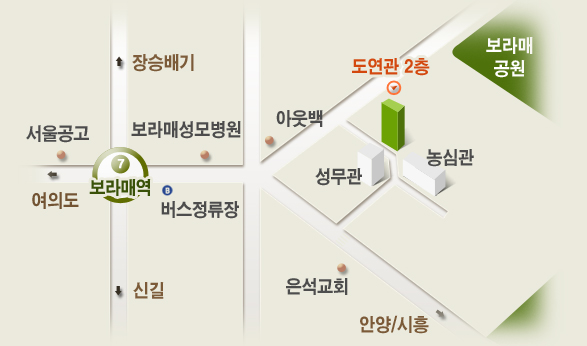 보라매
공원
도연관 2층
장승배기
아웃백
보라매성모병원
서울공고
농심관
7
성무관
보라매역
B
여의도
버스정류장
은석교회
신길
안양/시흥